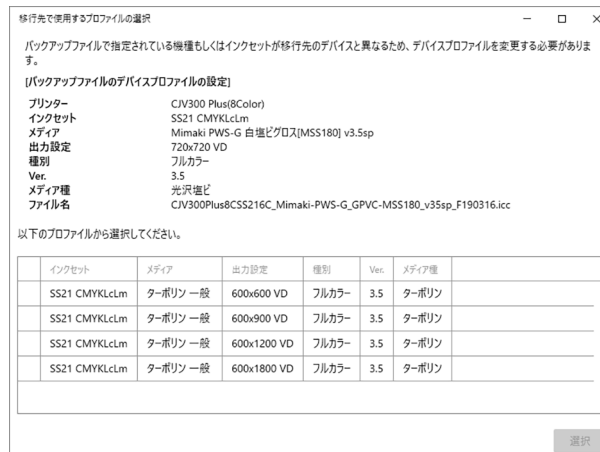 移行先で使用するプロファイルの選択
バックアップファイルで指定されている機種もしくはインクセットが移行先のデバイスと異なるため、デバイスプロファイルを変更する必要がありま
す。
[バックアップファイルのデバイスプロファイルの設定]
プリンター CJV300 Plus(8Color)
インクセット SS21 CMYKLcLm
メディア Mimaki PWS-G 白塩ビグロス[MSS180] v3.5sp
出力設定 720x720 VD
種別 フルカラー
Ver. 3.5
メディア種 光沢塩ビ
ファイル名 CJV300Plus8CSS216C_Mimaki-PWS-G_GPVC-MSS180_v35sp_F190316.icc
以下のプロファイルから選択してください。
インクセット メディア 出力設定 種別 Ver. メディア種
SS21 CMYKLcLm ターポリン 一般 600x600 VD フルカラー 3.5 ターポリン
SS21 CMYKLcLm ターポリン 一般 600x900 VD フルカラー 3.5 ターポリン
SS21 CMYKLcLm ターポリン 一般 600x1200 VD フルカラー 3.5 ターポリン
SS21 CMYKLcLm ターポリン 一般 600x1800 VD フルカラー 3.5 ターポリン
選択